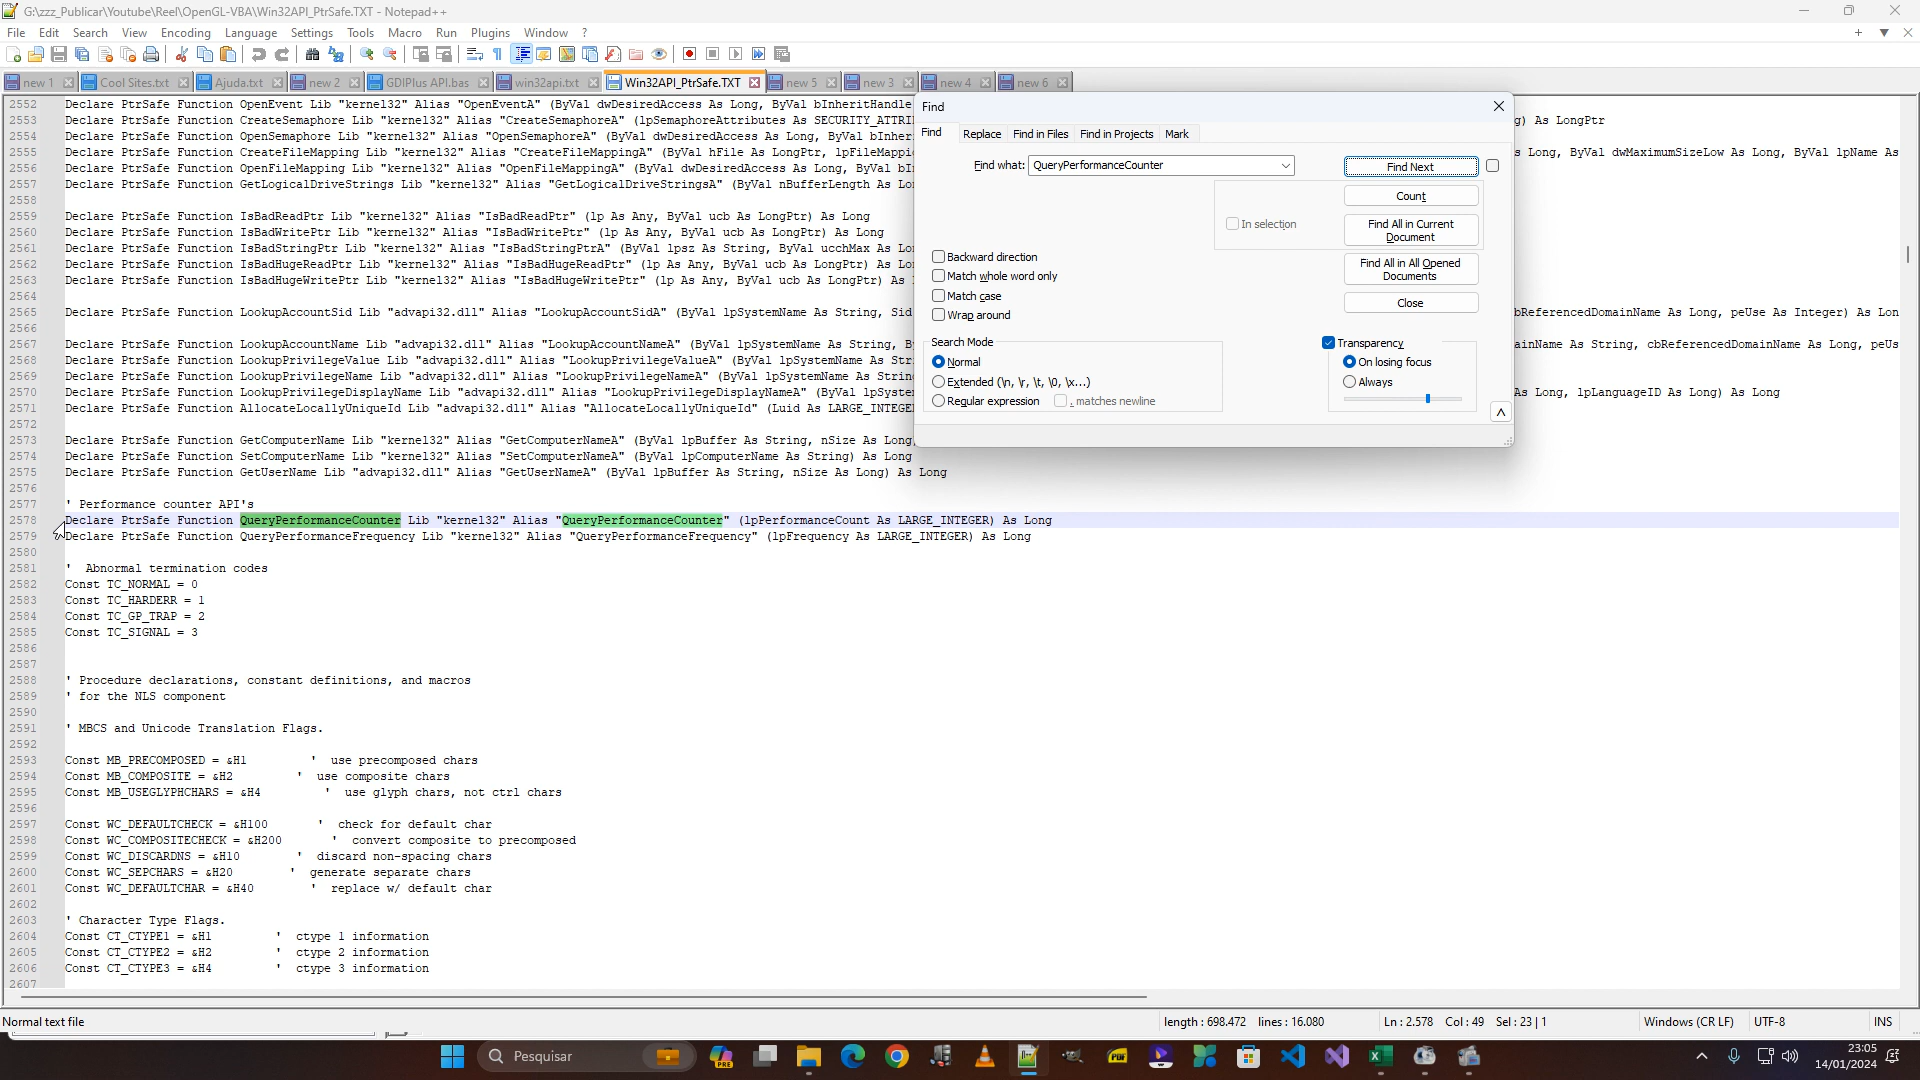 G:\zzz_Publicar\Youtube\Reel\OpenGL-VBA\Win32API_PtrSafe.TXT - Notepad++
File Edit Search View Encoding Language Settings Tools Macro Run Plugins Window ?
new 1 Cool Sites.txt Ajuda.txt new 2 GDIPlus API.bas win32api.txt Win32API_PtrSafe.TXT new 5 new 3 new 4 new 6
2552 Declare PtrSafe Function OpenEvent Lib "kernel32" Alias "OpenEventA" (ByVal dwDesiredAccess As Long, ByVal bInheritHandle
2553 Declare PtrSafe Function CreateSemaphore Lib "kernel32" Alias "CreateSemaphoreA" (lpSemaphoreAttributes As SECURITY_ATTRI g) As LongPtr
2554 Declare PtrSafe Function OpenSemaphore Lib "kernel32" Alias "OpenSemaphoreA" (ByVal dwDesiredAccess As Long, ByVal bInher
2555 Declare PtrSafe Function CreateFileMapping Lib "kernel32" Alias "CreateFileMappingA" (ByVal hFile As LongPtr, lpFileMappi s Long, ByVal dwMaximumSizeLow As Long, ByVal lpName As
2556 Declare PtrSafe Function OpenFileMapping Lib "kernel32" Alias "OpenFileMappingA" (ByVal dwDesiredAccess As Long, ByVal bI
2557 Declare PtrSafe Function GetLogicalDriveStrings Lib "kernel32" Alias "GetLogicalDriveStringsA" (ByVal nBufferLength As Lo
2558
2559 Declare PtrSafe Function IsBadReadPtr Lib "kernel32" Alias "IsBadReadPtr" (lp As Any, ByVal ucb As LongPtr) As Long
2560 Declare PtrSafe Function IsBadWritePtr Lib "kernel32" Alias "IsBadWritePtr" (lp As Any, ByVal ucb As LongPtr) As Long
2561 Declare PtrSafe Function IsBadStringPtr Lib "kernel32" Alias "IsBadStringPtrA" (ByVal lpsz As String, ByVal ucchMax As Lo
2562 Declare PtrSafe Function IsBadHugeReadPtr Lib "kernel32" Alias "IsBadHugeReadPtr" (lp As Any, ByVal ucb As LongPtr) As Lo
2563 Declare PtrSafe Function IsBadHugeWritePtr Lib "kernel32" Alias "IsBadHugeWritePtr" (lp As Any, ByVal ucb As LongPtr) As
2564
2565 Declare PtrSafe Function LookupAccountSid Lib "advapi32.dll" Alias "LookupAccountSidA" (ByVal lpSystemName As String, Sid bReferencedDomainName As Long, peUse As Integer) As Lon
2566
2567 Declare PtrSafe Function LookupAccountName Lib "advapi32.dll" Alias "LookupAccountNameA" (ByVal lpSystemName As String, B ainName As String, cbReferencedDomainName As Long, peUs
2568 Declare PtrSafe Function LookupPrivilegeValue Lib "advapi32.dll" Alias "LookupPrivilegeValueA" (ByVal lpSystemName As Str
2569 Declare PtrSafe Function LookupPrivilegeName Lib "advapi32.dll" Alias "LookupPrivilegeNameA" (ByVal lpSystemName As Strin
2570 Declare PtrSafe Function LookupPrivilegeDisplayName Lib "advapi32.dll" Alias "LookupPrivilegeDisplayNameA" (ByVal lpSyste As Long, lpLanguageID As Long) As Long
2571 Declare PtrSafe Function AllocateLocallyUniqueId Lib "advapi32.dll" Alias "AllocateLocallyUniqueId" (Luid As LARGE_INTEGE
2572
2573 Declare PtrSafe Function GetComputerName Lib "kernel32" Alias "GetComputerNameA" (ByVal lpBuffer As String, nSize As Long
2574 Declare PtrSafe Function SetComputerName Lib "kernel32" Alias "SetComputerNameA" (ByVal lpComputerName As String) As Long
2575 Declare PtrSafe Function GetUserName Lib "advapi32.dll" Alias "GetUserNameA" (ByVal lpBuffer As String, nSize As Long) As Long
2576
2577 ' Performance counter API's
2578 Declare PtrSafe Function QueryPerformanceCounter Lib "kernel32" Alias "QueryPerformanceCounter" (lpPerformanceCount As LARGE_INTEGER) As Long
2579 Declare PtrSafe Function QueryPerformanceFrequency Lib "kernel32" Alias "QueryPerformanceFrequency" (lpFrequency As LARGE_INTEGER) As Long
2580
2581 ' Abnormal termination codes
2582 Const TC_NORMAL = 0
2583 Const TC_HARDERR = 1
2584 Const TC_GP_TRAP = 2
2585 Const TC_SIGNAL = 3
2586
2587
2588 ' Procedure declarations, constant definitions, and macros
2589 ' for the NLS component
2590
2591 ' MBCS and Unicode Translation Flags.
2592
2593 Const MB_PRECOMPOSED = &H1 ' use precomposed chars
2594 Const MB_COMPOSITE = &H2 ' use composite chars
2595 Const MB_USEGLYPHCHARS = &H4 ' use glyph chars, not ctrl chars
2596
2597 Const WC_DEFAULTCHECK = &H100 ' check for default char
2598 Const WC_COMPOSITECHECK = &H200 ' convert composite to precomposed
2599 Const WC_DISCARDNS = &H10 ' discard non-spacing chars
2600 Const WC_SEPCHARS = &H20 ' generate separate chars
2601 Const WC_DEFAULTCHAR = &H40 ' replace w/ default char
2602
2603 ' Character Type Flags.
2604 Const CT_CTYPE1 = &H1 ' ctype 1 information
2605 Const CT_CTYPE2 = &H2 ' ctype 2 information
2606 Const CT_CTYPE3 = &H4 ' ctype 3 information
2607
Find
Find Replace Find in Files Find in Projects Mark
Find what: QueryPerformanceCounter Find Next
Count
In selection
Find All in Current Document
Backward direction
Find All in All Opened Documents
Match whole word only
Match case
Close
Wrap around
Search Mode
Transparency
Normal
On losing focus
Extended (\n, \r, \t, \0, \x...)
Always
Regular expression . matches newline
Normal text file length : 698.472 lines : 16.080 Ln : 2.578 Col : 49 Sel : 23 | 1 Windows (CR LF) UTF-8 INS
Pesquisar
PRE
PDF
23:05
14/01/2024